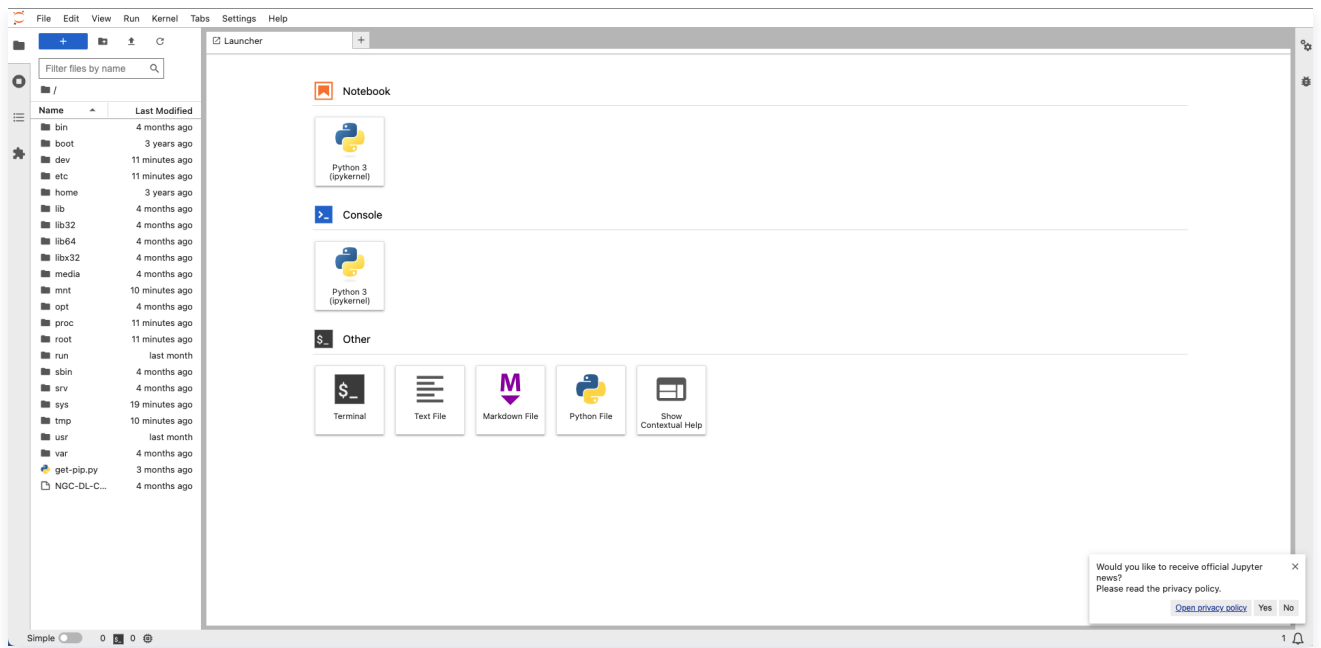 File Edit View Run Kernel Tabs Settings Help
+
Launcher
+
Filter files by name
/
Name Last Modified
bin 4 months ago
boot 3 years ago
dev 11 minutes ago
etc 11 minutes ago
home 3 years ago
lib 4 months ago
lib32 4 months ago
lib64 4 months ago
libx32 4 months ago
media 4 months ago
mnt 10 minutes ago
opt 4 months ago
proc 11 minutes ago
root 11 minutes ago
run last month
sbin 4 months ago
srv 4 months ago
sys 19 minutes ago
tmp 10 minutes ago
usr last month
var 4 months ago
get-pip.py 3 months ago
NGC-DL-C... 4 months ago
Notebook
Python 3
(ipykernel)
>_ Console
Python 3
(ipykernel)
$_ Other
$_
Terminal
Text File
M
Markdown File
Python File
Show
Contextual Help
Would you like to receive official Jupyter
news?
Please read the privacy policy.
Open privacy policy Yes No
Simple 0 $_ 0
1